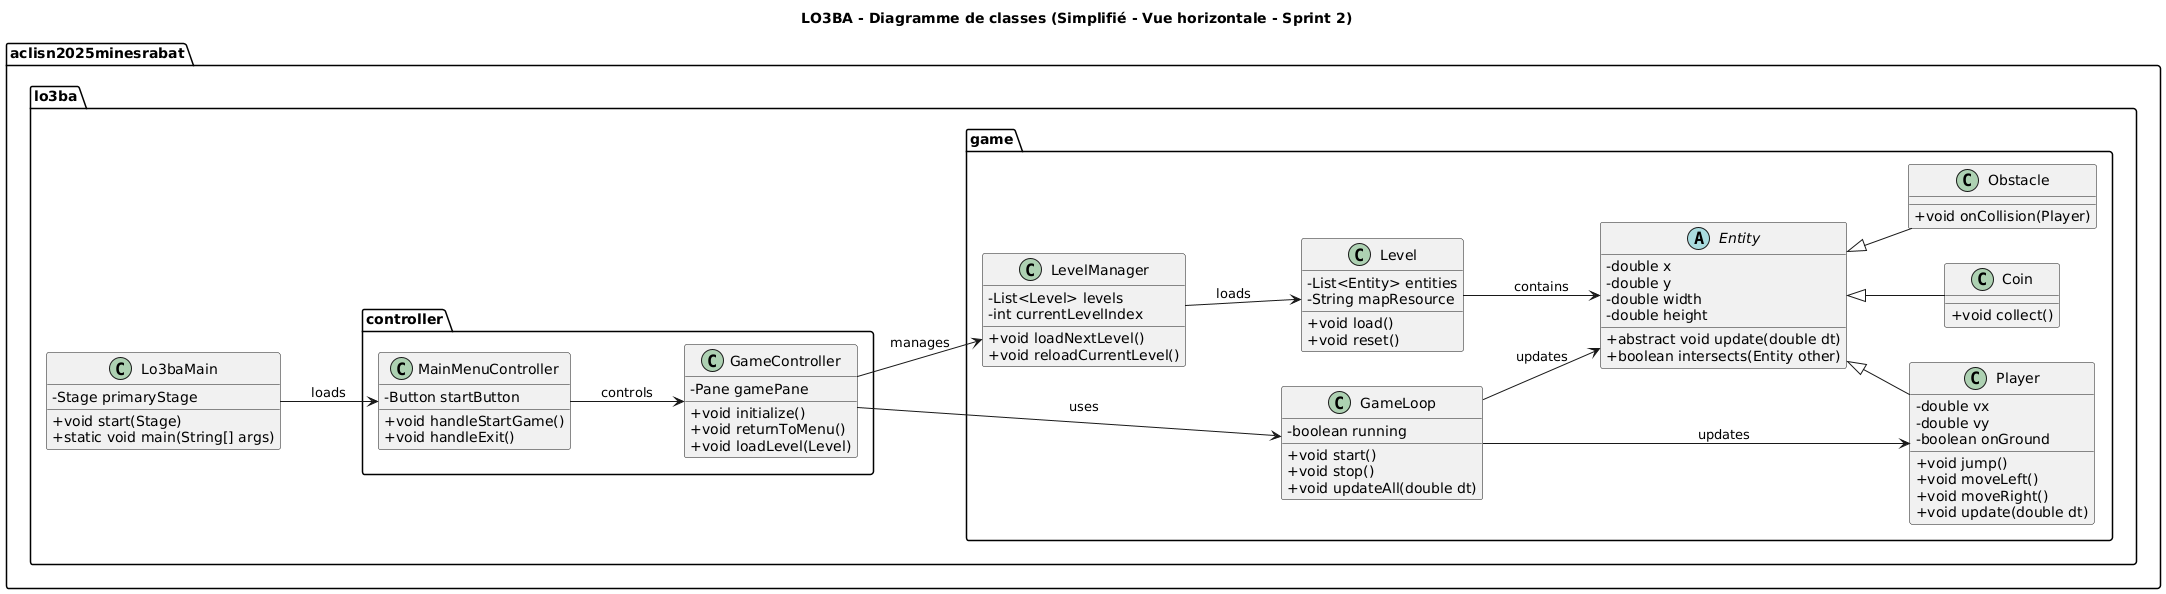 LO3BA - Diagramme de classes (Simplifié - Vue horizontale - Sprint 2)
aclisn2025minesrabat
lo3ba
C Lo3baMain
-Stage primaryStage
+void start(Stage)
+static void main(String[] args)
loads
controller
C MainMenuController
-Button startButton
+void handleStartGame()
+void handleExit()
controls
C GameController
-Pane gamePane
+void initialize()
+void returnToMenu()
+void loadLevel(Level)
manages
uses
game
C LevelManager
-List<Level> levels
-int currentLevelIndex
+void loadNextLevel()
+void reloadCurrentLevel()
loads
C Level
-List<Entity> entities
-String mapResource
+void load()
+void reset()
contains
C GameLoop
-boolean running
+void start()
+void stop()
+void updateAll(double dt)
updates
updates
A Entity
-double x
-double y
-double width
-double height
+abstract void update(double dt)
+boolean intersects(Entity other)
C Obstacle
+void onCollision(Player)
C Coin
+void collect()
C Player
-double vx
-double vy
-boolean onGround
+void jump()
+void moveLeft()
+void moveRight()
+void update(double dt)